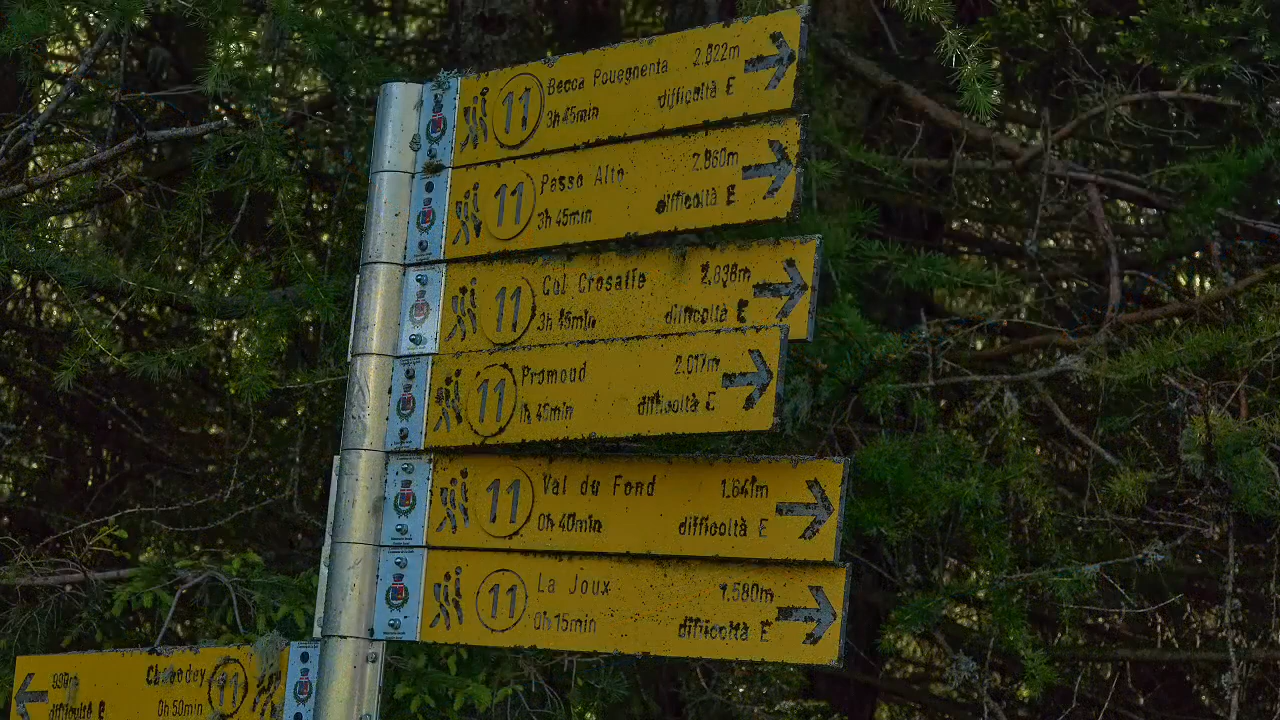 11 Becca Pouegnenta 2.822m
3h 45min difficoltà E
11 Passo Alto 2.860m
3h 45min difficoltà E
11 Col Crosatie 2.838m
3h 45min difficoltà E
11 Promoud 2.017m
1h 45min difficoltà E
11 Val du Fond 1.641m
0h 40min difficoltà E
11 La Joux 1.580m
0h 15min difficoltà E
11
difficoltà E 0h 50min